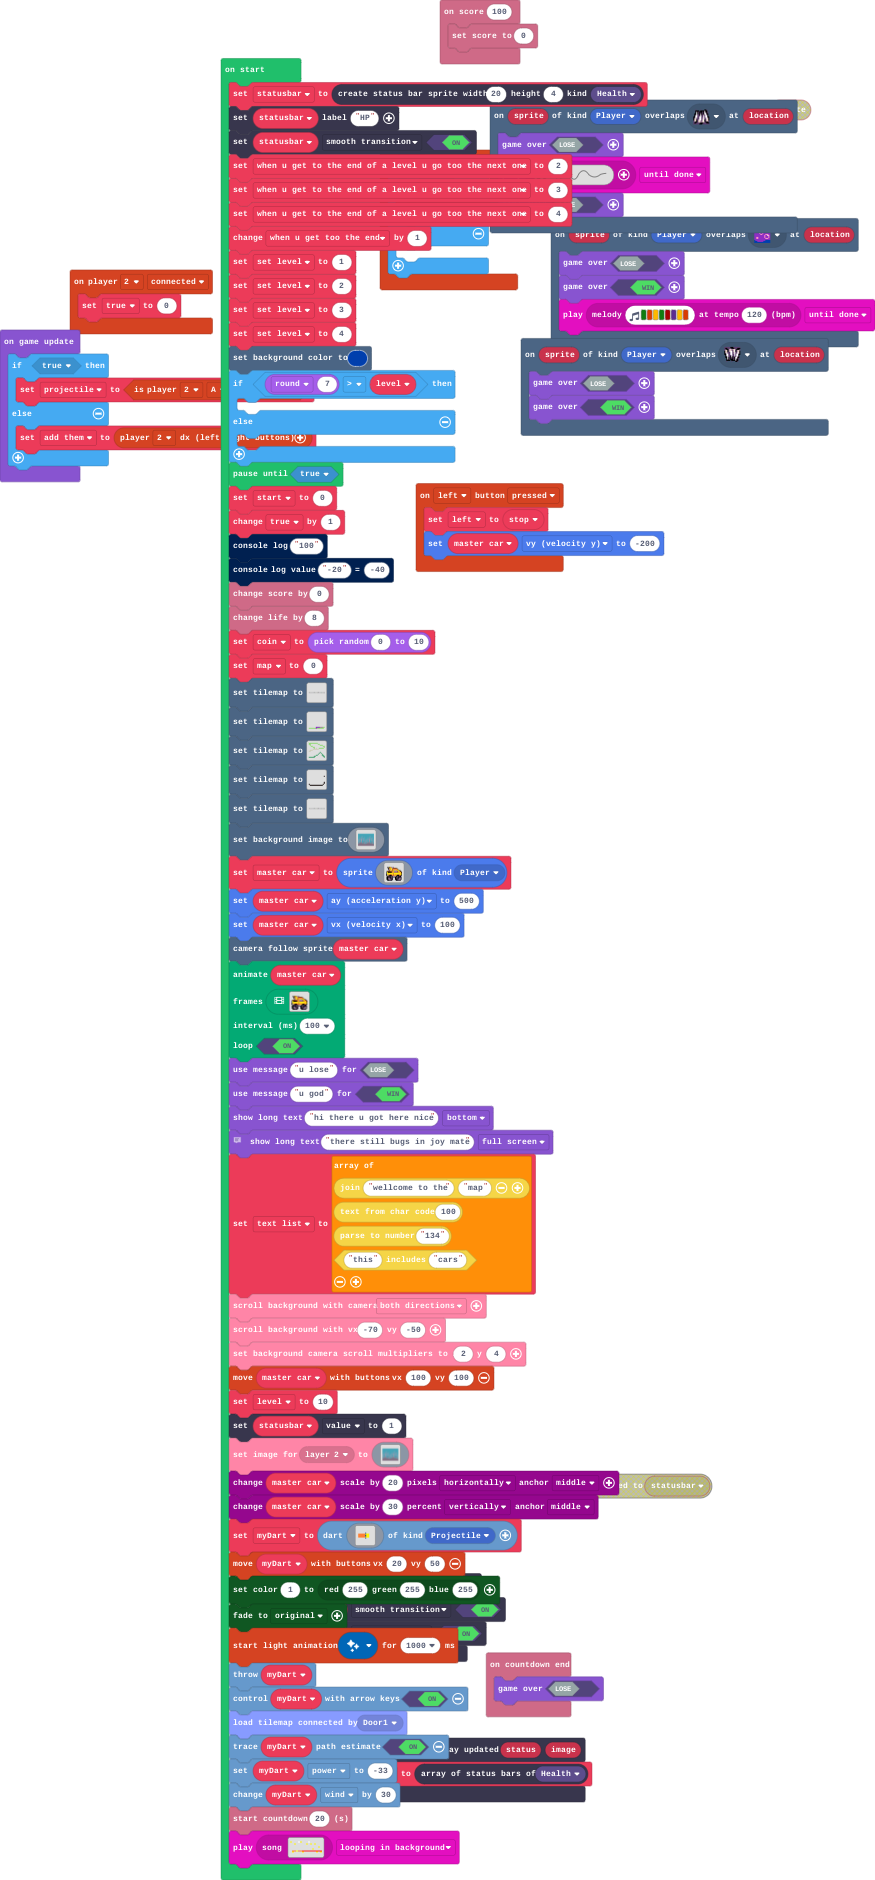 on score 100
set score to 0
on start
set statusbar to create status bar sprite width 20 height 4 kind Health
set statusbar label "HP"
on sprite of kind Player overlaps at location
set statusbar smooth transition ON
game over LOSE
set when u get to the end of a level u go too the next one to 2
until done
set when u get to the end of a level u go too the next one to 3
set when u get to the end of a level u go too the next one to 4
change when u get too the end by 1
on sprite of kind Player overlaps at location
set set level to 1
game over LOSE
on player 2 connected
set set level to 2
game over WIN
set true to 0
set set level to 3
play melody at tempo 120 (bpm) until done
on game update
set set level to 4
if true then
set background color to
on sprite of kind Player overlaps at location
set projectile to is player 2 A
if round 7 > level then
game over LOSE
else
else
game over WIN
set add them to player 2 dx (left
ght buttons)
pause until true
set start to 0
on left button pressed
change true by 1
set left to stop
console log "100"
set master car vy (velocity y) to -200
console log value "-20" = -40
change score by 0
change life by 8
set coin to pick random 0 to 10
set map to 0
set tilemap to
set tilemap to
set tilemap to
set tilemap to
set tilemap to
set background image to
set master car to sprite of kind Player
set master car ay (acceleration y) to 500
set master car vx (velocity x) to 100
camera follow sprite master car
animate master car
frames
interval (ms) 100
loop ON
use message "u lose" for LOSE
use message "u god" for WIN
show long text "hi there u got here nice" bottom
show long text "there still bugs in joy mate" full screen
array of
join "wellcome to the" "map"
text from char code 100
set text list to
parse to number "134"
"this" includes "cars"
scroll background with camera both directions
scroll background with vx -70 vy -50
set background camera scroll multipliers to 2 y 4
move master car with buttons vx 100 vy 100
set level to 10
set statusbar value to 1
set image for layer 2 to
change master car scale by 20 pixels horizontally anchor middle
ed to statusbar
change master car scale by 30 percent vertically anchor middle
set myDart to dart of kind Projectile
move myDart with buttons vx 20 vy 50
set color 1 to red 255 green 255 blue 255
fade to original
smooth transition ON
start light animation for 1000 ms
ON
on countdown end
throw myDart
game over LOSE
control myDart with arrow keys ON
load tilemap connected by Door1
trace myDart path estimate ON
ay updated status image
set myDart power to -33
to array of status bars of Health
change myDart wind by 30
start countdown 20 (s)
play song looping in background